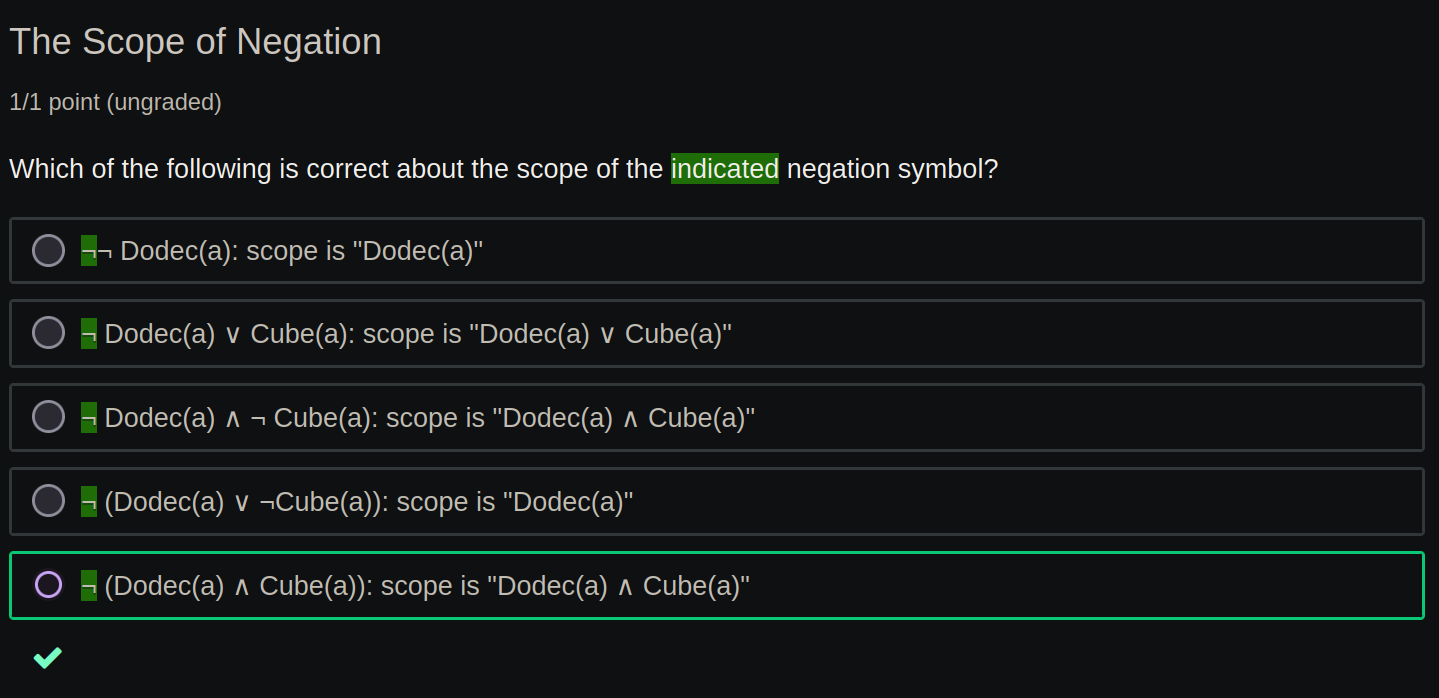 The Scope of Negation
1/1 point (ungraded)
Which of the following is correct about the scope of the indicated negation symbol?
¬¬ Dodec(a): scope is "Dodec(a)"
¬ Dodec(a) ∨ Cube(a): scope is "Dodec(a) ∨ Cube(a)"
¬ Dodec(a) ∧ ¬ Cube(a): scope is "Dodec(a) ∧ Cube(a)"
¬ (Dodec(a) ∨ ¬Cube(a)): scope is "Dodec(a)"
¬ (Dodec(a) ∧ Cube(a)): scope is "Dodec(a) ∧ Cube(a)"